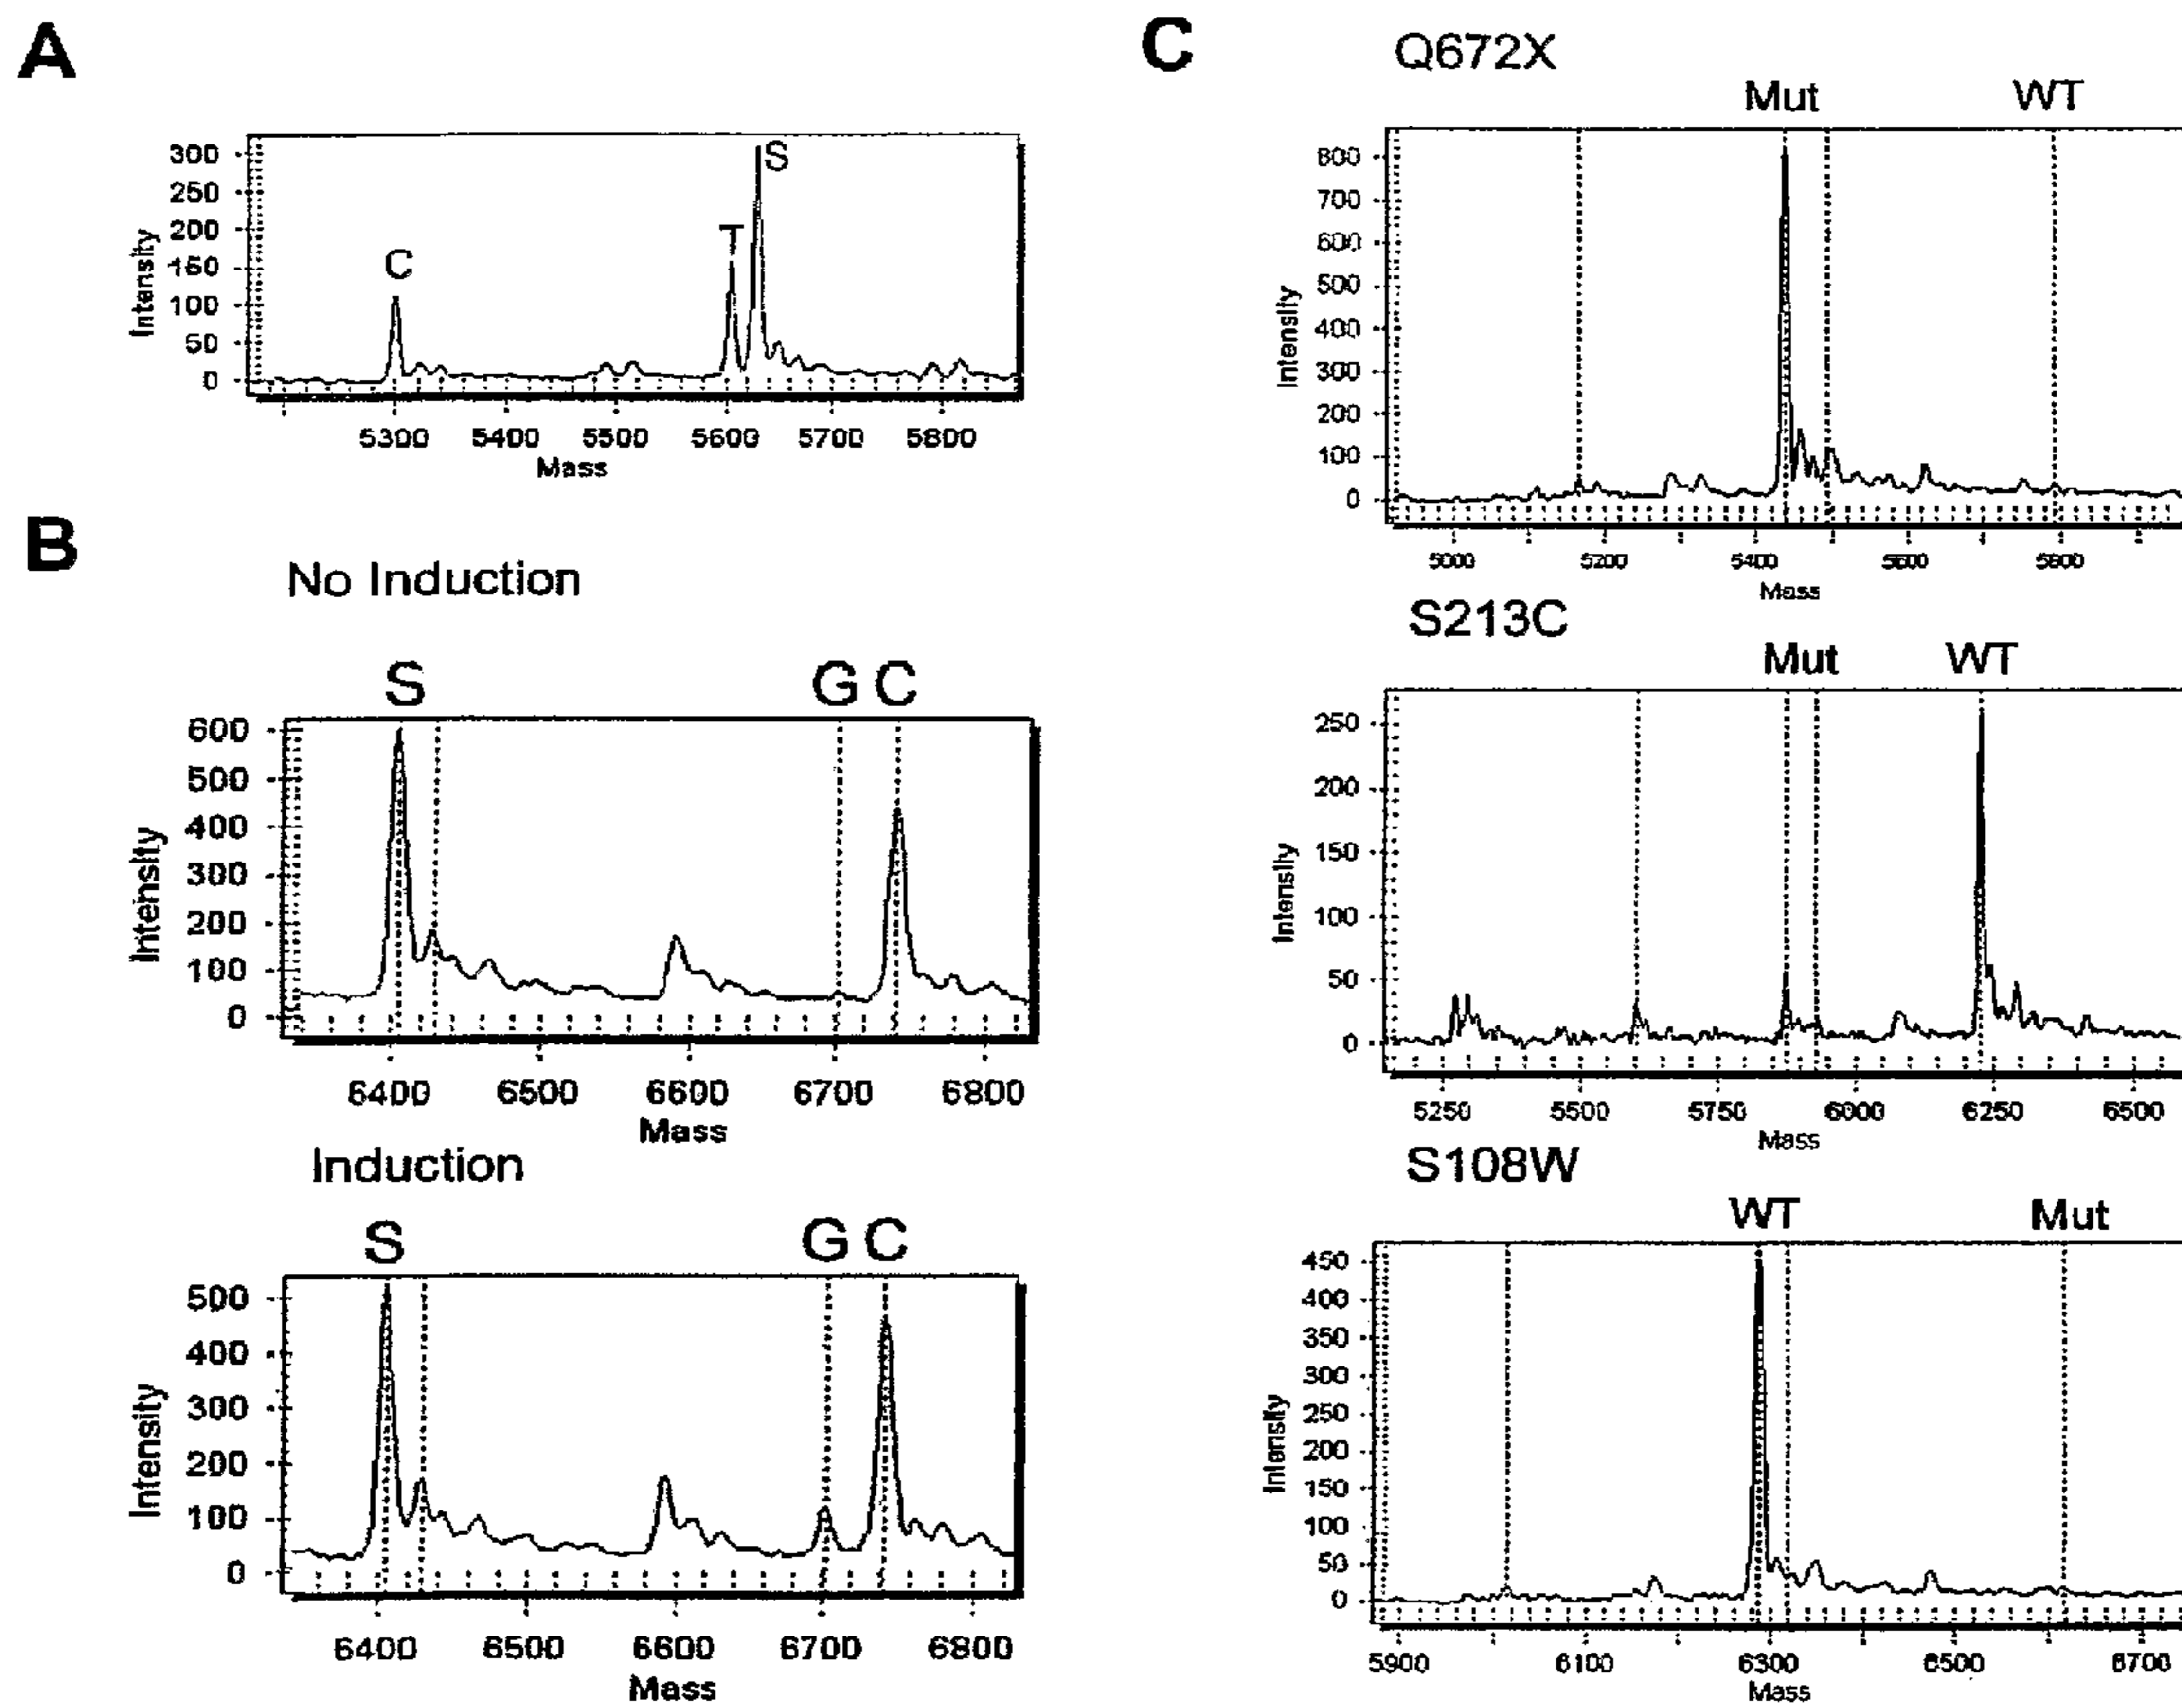 A
300
250
200
150
100
50
0
Intensity
C
T
S
5300 5400 5500 5600 5700 5800
Mass
B
No Induction
S G C
600
500
400
300
200
100
0
Intensity
6400 6500 6600 6700 6800
Mass
Induction
S G C
500
400
300
200
100
0
Intensity
6400 6500 6600 6700 6800
Mass
C
Q672X
Mut WT
800
700
600
500
400
300
200
100
0
Intensity
5000 5200 5400 5600 5800
Mass
S213C
Mut WT
250
200
150
100
50
0
Intensity
5250 5500 5750 6000 6250 6500
Mass
S108W
WT Mut
450
400
350
300
250
200
150
100
50
0
Intensity
5900 6100 6300 6500 6700
Mass